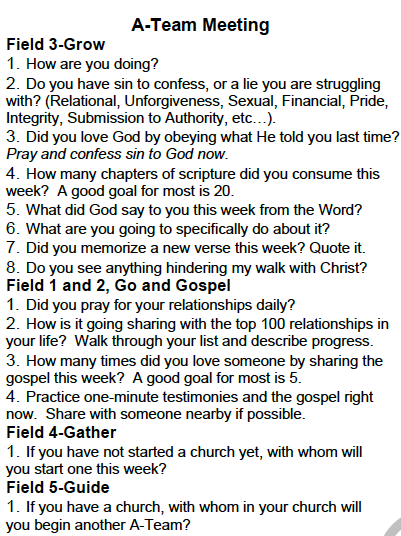 A-Team Meeting
Field 3-Grow
1. How are you doing?
2. Do you have sin to confess, or a lie you are struggling
with? (Relational, Unforgiveness, Sexual, Financial, Pride,
Integrity, Submission to Authority, etc…).
3. Did you love God by obeying what He told you last time?
Pray and confess sin to God now.
4. How many chapters of scripture did you consume this
week?  A good goal for most is 20.
5. What did God say to you this week from the Word?
6. What are you going to specifically do about it?
7. Did you memorize a new verse this week? Quote it.
8. Do you see anything hindering my walk with Christ?
Field 1 and 2, Go and Gospel
1. Did you pray for your relationships daily?
2. How is it going sharing with the top 100 relationships in
your life?  Walk through your list and describe progress.
3. How many times did you love someone by sharing the
gospel this week?  A good goal for most is 5.
4. Practice one-minute testimonies and the gospel right
now.  Share with someone nearby if possible.
Field 4-Gather
1. If you have not started a church yet, with whom will
you start one this week?
Field 5-Guide
1. If you have a church, with whom in your church will
you begin another A-Team?